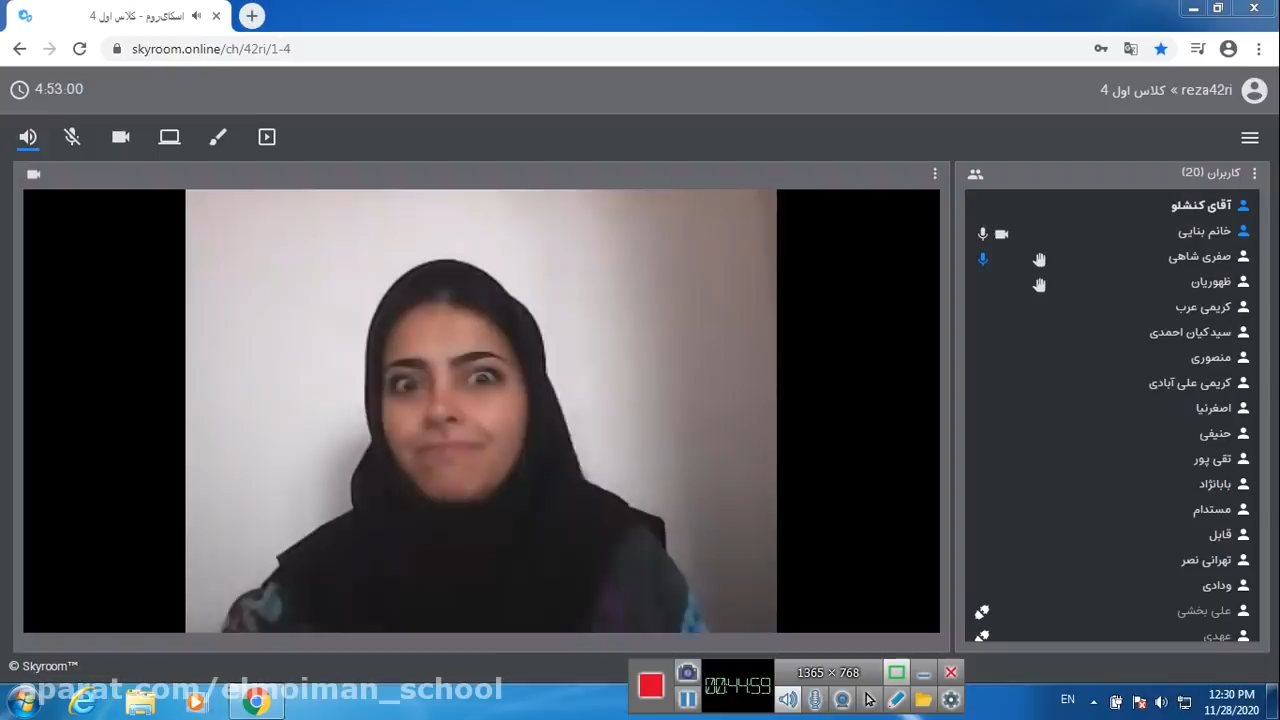 اسکای‌روم - کلاس اول 4
skyroom.online/ch/42ri/1-4
4:53:00
reza42ri » کلاس اول 4
کاربران (20)
آقای کنشلو
خانم بنایی
صفری شاهی
ظهوریان
کریمی عرب
سیدکیان احمدی
منصوری
کریمی علی آبادی
اصغرنیا
حنیفی
تقی پور
بابانژاد
مستدام
قابل
تهرانی نصر
ودادی
علی بخشی
عهدی
© Skyroom™
aparat.com/elmoiman_school
1365 × 768
00:44:59
EN
12:30 PM
11/28/2020